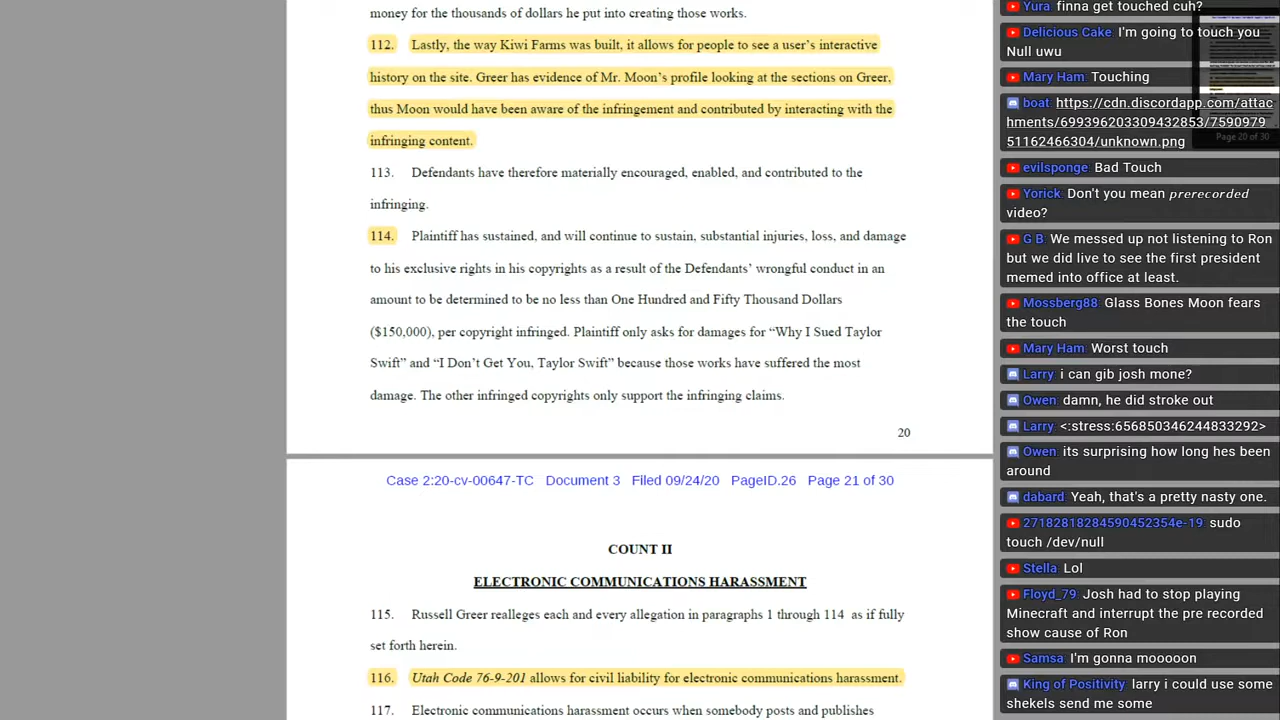 money for the thousands of dollars he put into creating those works.
112. Lastly, the way Kiwi Farms was built, it allows for people to see a user's interactive
history on the site. Greer has evidence of Mr. Moon's profile looking at the sections on Greer,
thus Moon would have been aware of the infringement and contributed by interacting with the
infringing content.
113. Defendants have therefore materially encouraged, enabled, and contributed to the
infringing.
114. Plaintiff has sustained, and will continue to sustain, substantial injuries, loss, and damage
to his exclusive rights in his copyrights as a result of the Defendants' wrongful conduct in an
amount to be determined to be no less than One Hundred and Fifty Thousand Dollars
($150,000), per copyright infringed. Plaintiff only asks for damages for “Why I Sued Taylor
Swift” and “I Don't Get You, Taylor Swift” because those works have suffered the most
damage. The other infringed copyrights only support the infringing claims.
20
Case 2:20-cv-00647-TC Document 3 Filed 09/24/20 PageID.26 Page 21 of 30
COUNT II
ELECTRONIC COMMUNICATIONS HARASSMENT
115. Russell Greer realleges each and every allegation in paragraphs 1 through 114 as if fully
set forth herein.
116. Utah Code 76-9-201 allows for civil liability for electronic communications harassment.
117. Electronic communications harassment occurs when somebody posts and publishes
Yura: finna get touched cuh?
Delicious Cake: I'm going to touch you
Null uwu
Mary Ham: Touching
boat: https://cdn.discordapp.com/attac
hments/699396203309432853/7590979
51162466304/unknown.png
Page 20 of 30
evilsponge: Bad Touch
Yorick: Don't you mean prerecorded
video?
G B: We messed up not listening to Ron
but we did live to see the first president
memed into office at least.
Mossberg88: Glass Bones Moon fears
the touch
Mary Ham: Worst touch
Larry: i can gib josh mone?
Owen: damn, he did stroke out
Larry: <:stress:656850346244833292>
Owen: its surprising how long hes been
around
dabard: Yeah, that's a pretty nasty one.
27182818284590452354e-19: sudo
touch /dev/null
Stella: Lol
Floyd_79: Josh had to stop playing
Minecraft and interrupt the pre recorded
show cause of Ron
Samsa: I'm gonna mooooon
King of Positivity: larry i could use some
shekels send me some